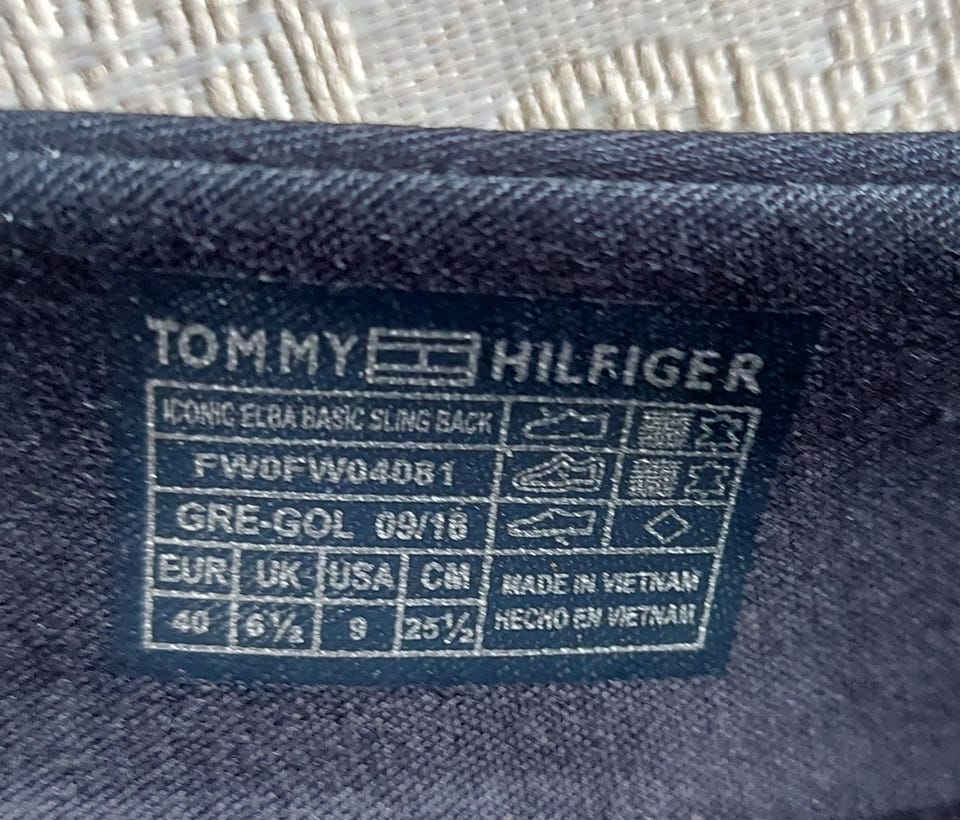 TOMMY HILFIGER
ICONIC ELBA BASIC SLING BACK
FW0FW04081
GRE-GOL 09/18
EUR UK USA CM
40 6½ 9 25½
MADE IN VIETNAM
HECHO EN VIETNAM